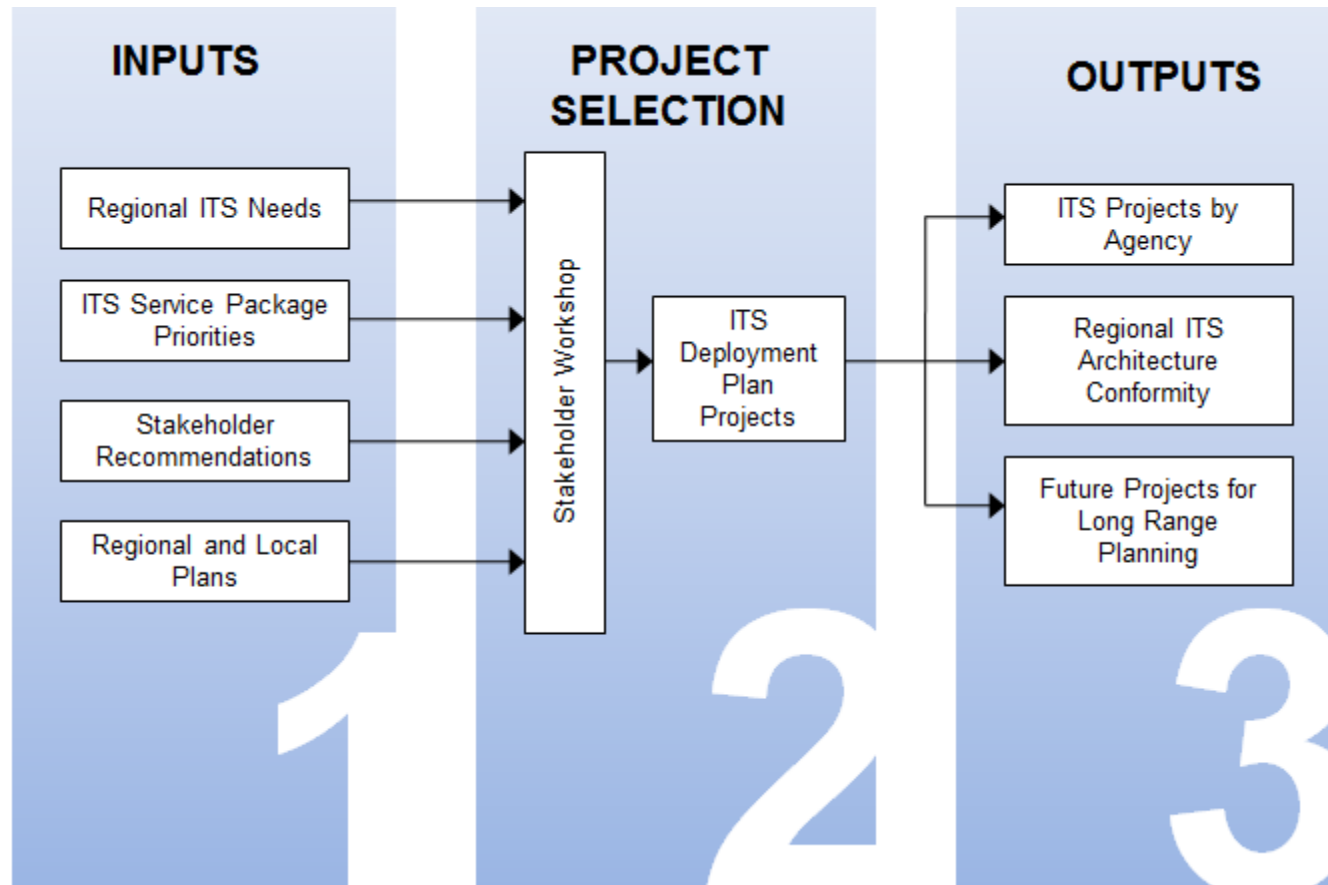 INPUTS
Regional ITS Needs
ITS Service Package
Priorities
Stakeholder
Recommendations
Regional and Local
Plans
1
PROJECT
SELECTION
Stakeholder Workshop
ITS
Deployment
Plan
Projects
2
OUTPUTS
ITS Projects by
Agency
Regional ITS
Architecture
Conformity
Future Projects for
Long Range
Planning
3